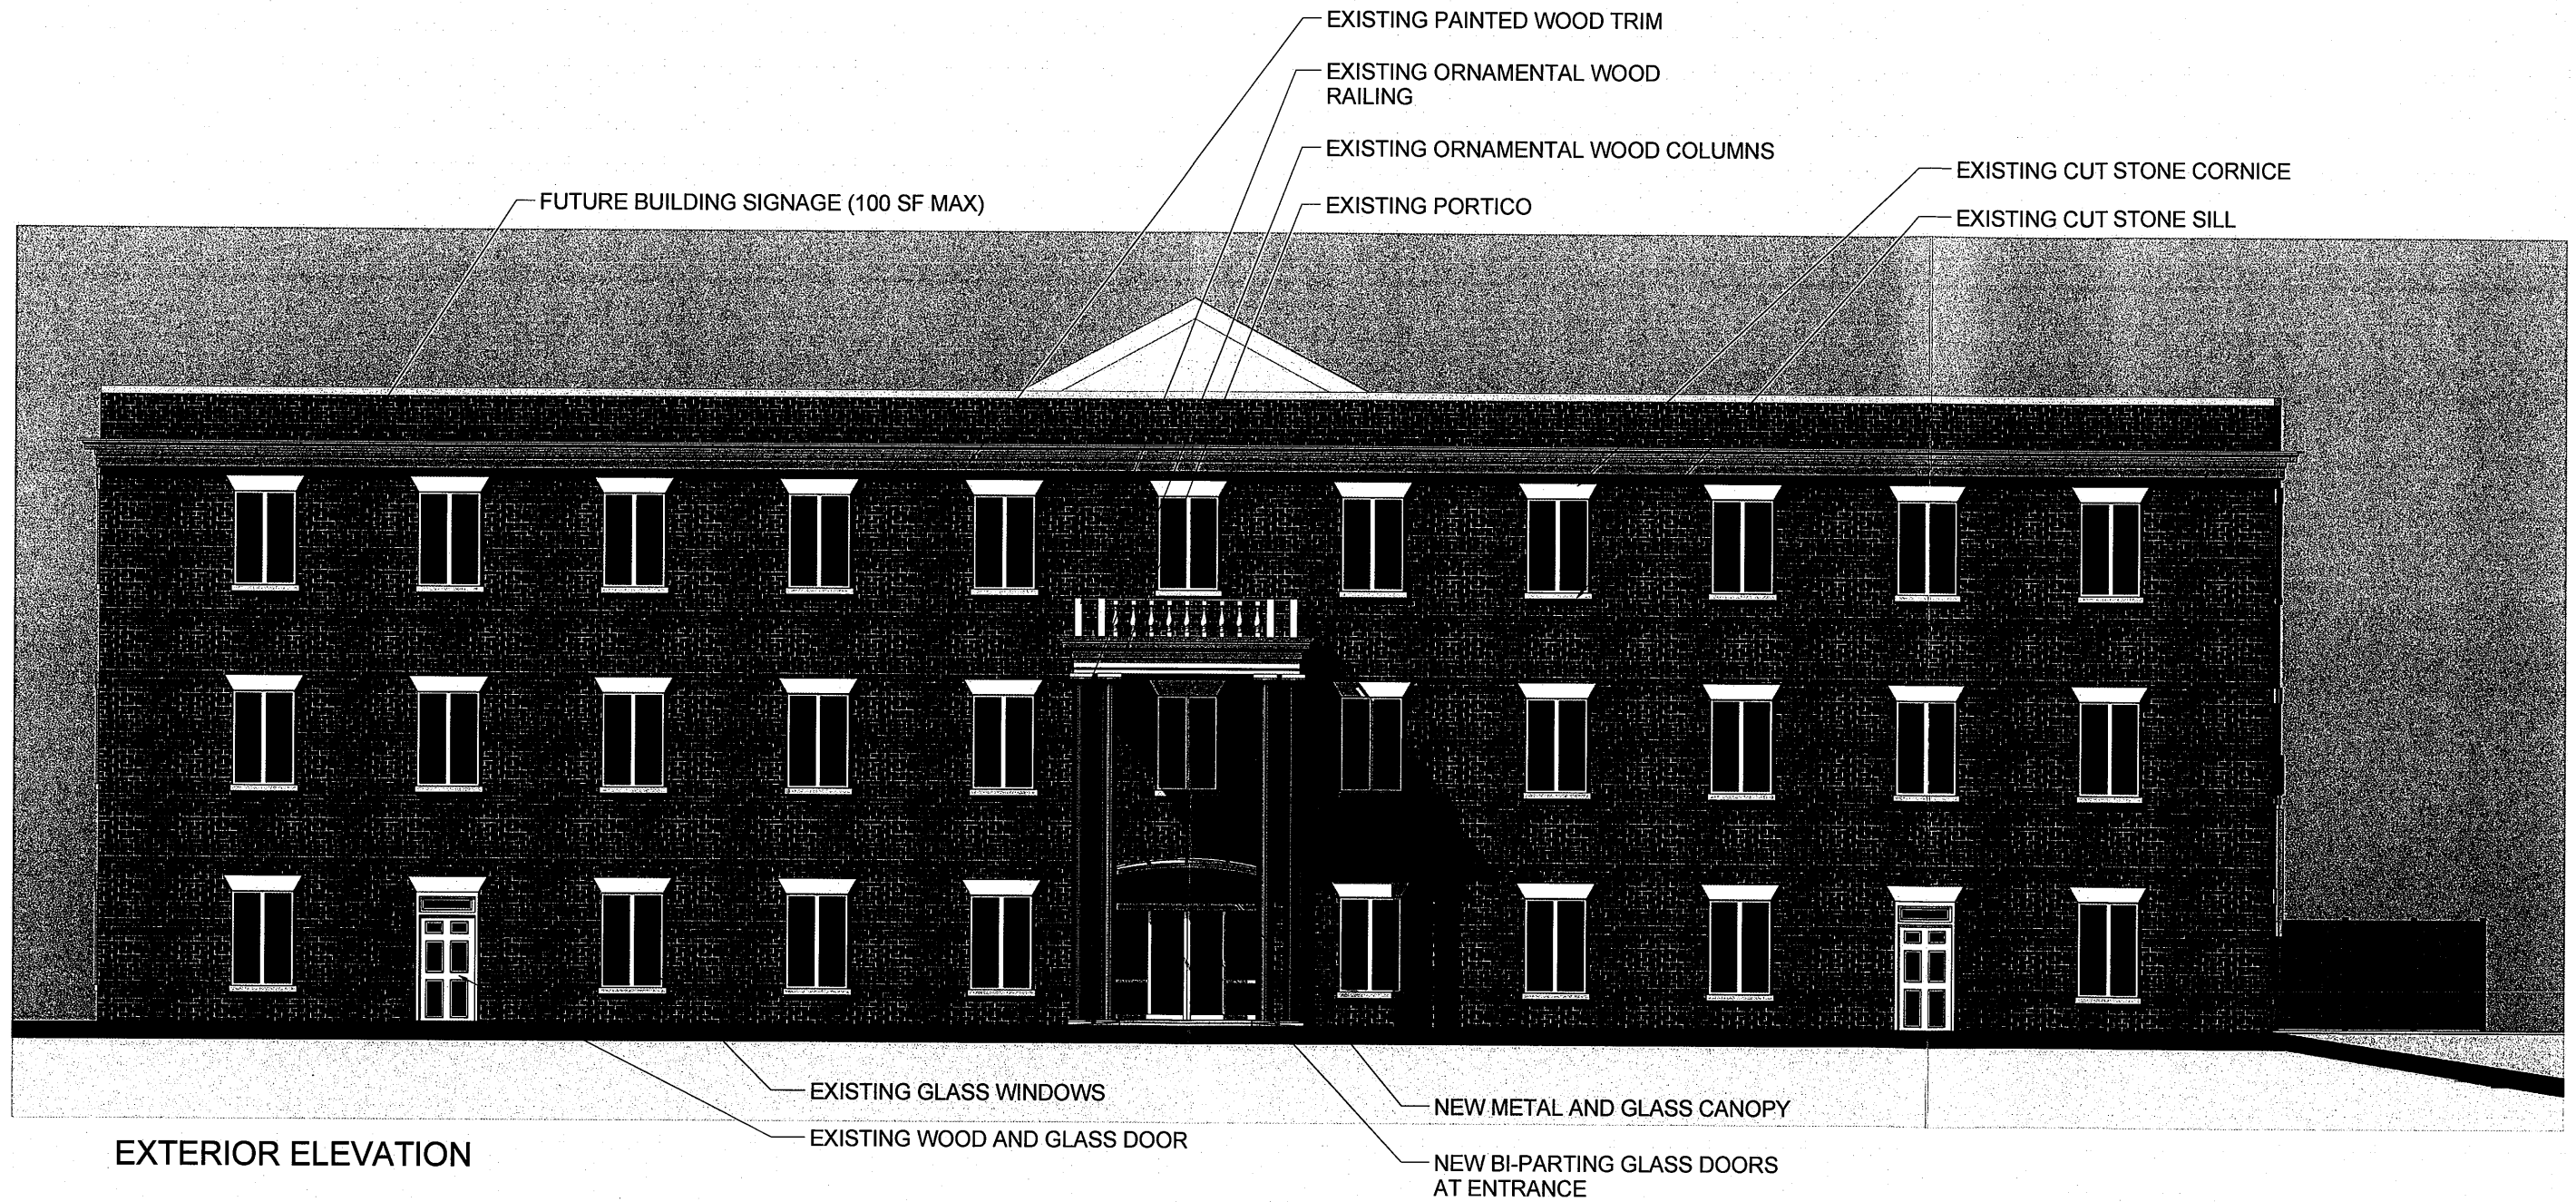 EXISTING PAINTED WOOD TRIM
EXISTING ORNAMENTAL WOOD
RAILING
EXISTING ORNAMENTAL WOOD COLUMNS
EXISTING PORTICO
EXISTING CUT STONE CORNICE
EXISTING CUT STONE SILL
FUTURE BUILDING SIGNAGE (100 SF MAX)
EXISTING GLASS WINDOWS
EXISTING WOOD AND GLASS DOOR
NEW METAL AND GLASS CANOPY
NEW BI-PARTING GLASS DOORS
AT ENTRANCE
EXTERIOR ELEVATION